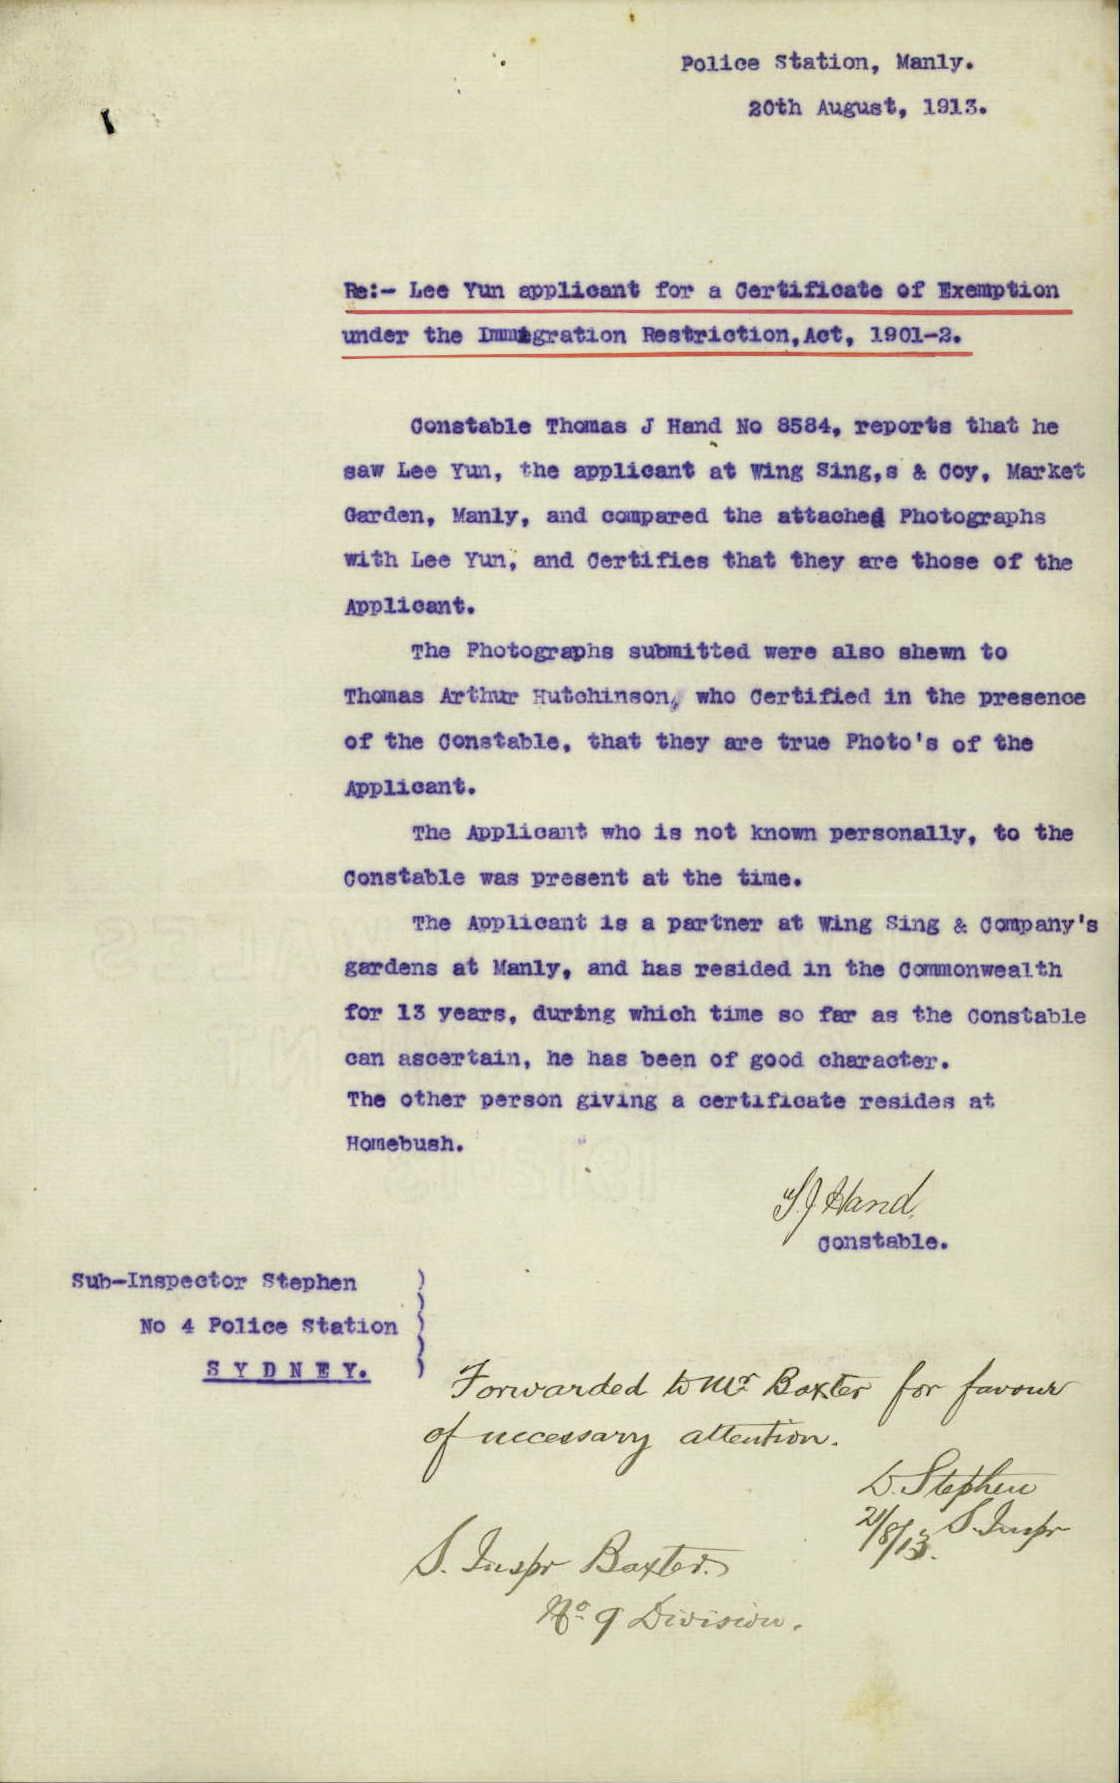 Police Station, Manly.
20th August, 1913.
Re:- Lee Yun applicant for a Certificate of Exemption
under the Immigration Restriction,Act, 1901-2.
Constable Thomas J Hand No 8584, reports that he
saw Lee Yun, the applicant at Wing Sing,s & Coy, Market
Garden, Manly, and compared the attached Photographs
with Lee Yun, and Certifies that they are those of the
Applicant.
The Photographs submitted were also shewn to
Thomas Arthur Hutchinson, who Certified in the presence
of the Constable, that they are true Photo's of the
Applicant.
The Applicant who is not known personally, to the
Constable was present at the time.
The Applicant is a partner at Wing Sing & Company's
gardens at Manly, and has resided in the Commonwealth
for 13 years, during which time so far as the Constable
can ascertain, he has been of good character.
The other person giving a certificate resides at
Homebush.
T.J Hand.
Constable.
Sub-Inspector Stephen )
No 4 Police Station )
SYDNEY. )
Forwarded to Mr Baxter for favour
of necessary attention.
D. Stephen
21/8/13. S. Inspr
S. Inspr Baxter.
No. 9 Division.